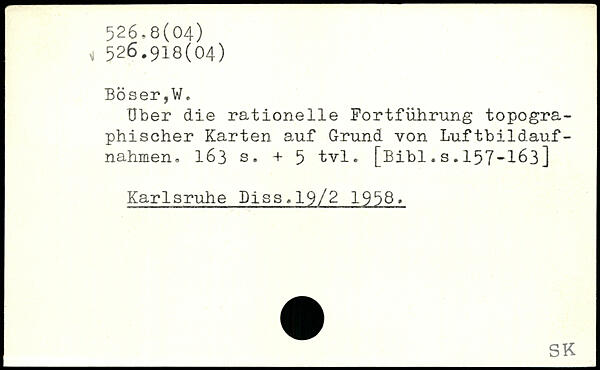 526.8(04)
526.918(04)
Böser,W.
Über die rationelle Fortführung topogra-
phischer Karten auf Grund von Luftbildauf-
nahmen. 163 s. + 5 tvl. [Bibl.s.157-163]
Karlsruhe Diss.19/2 1958.
SK